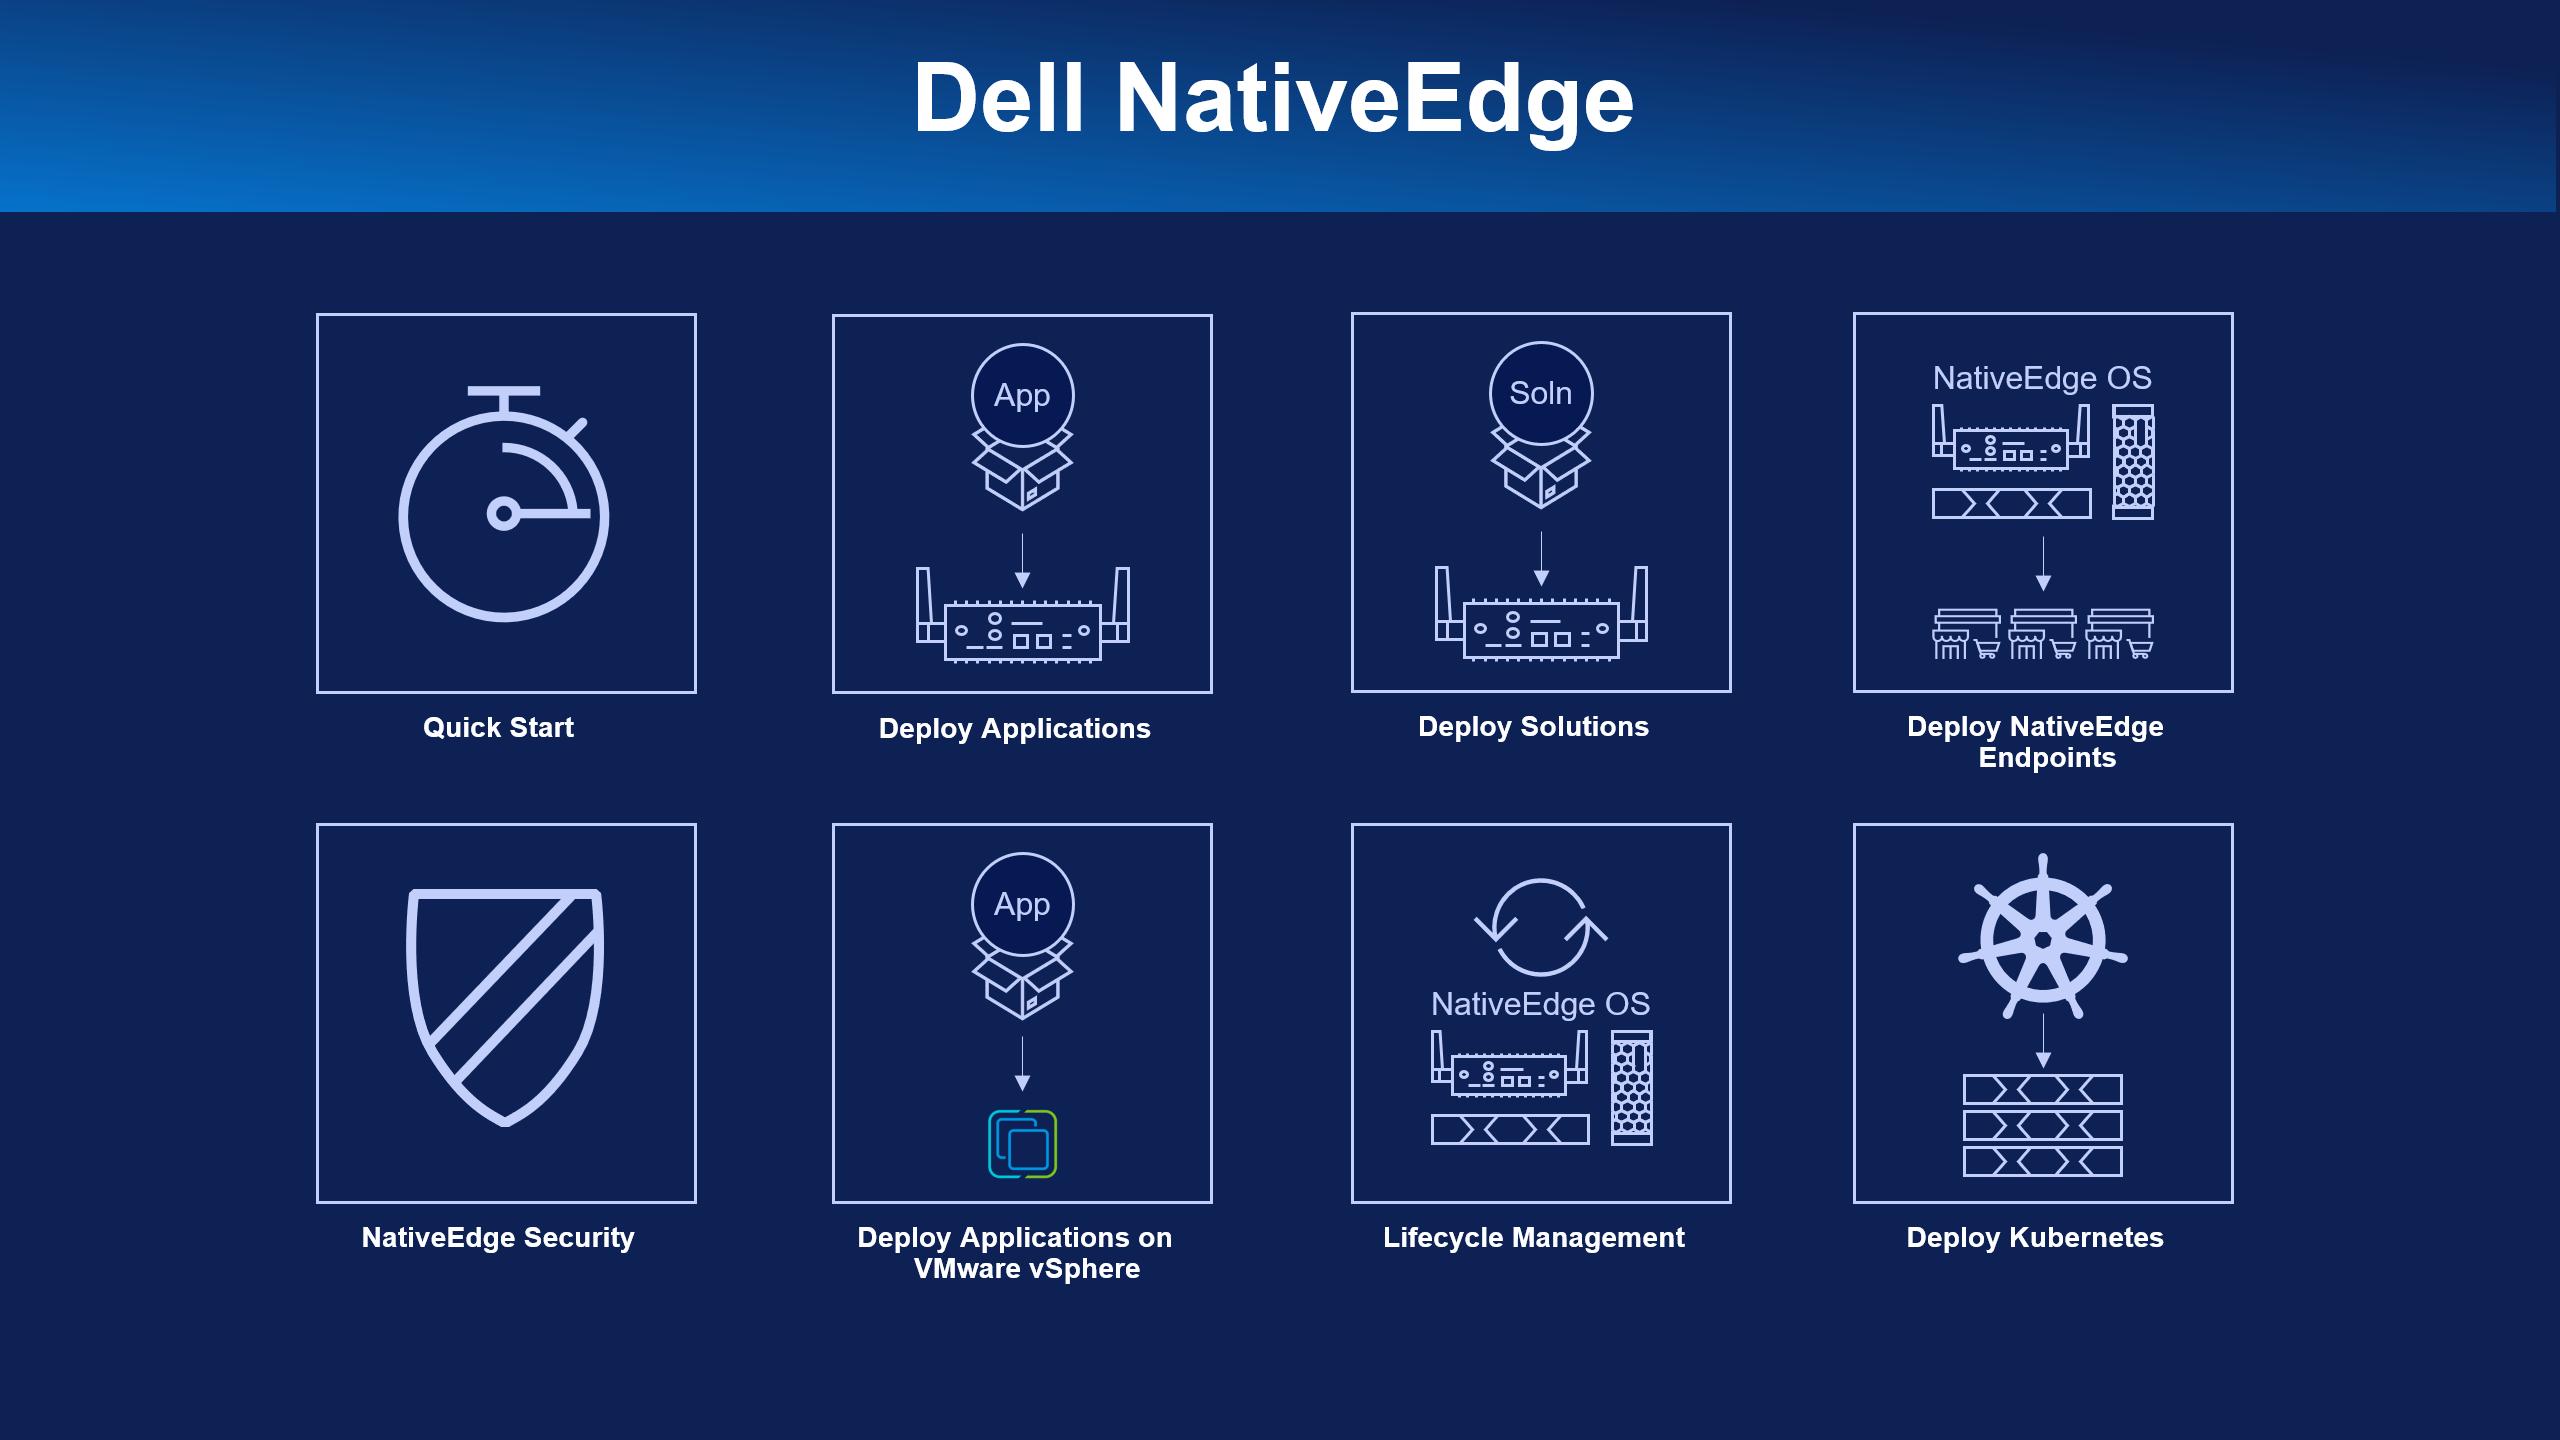 Dell NativeEdge
App
Soln
NativeEdge OS
Quick Start
Deploy Applications
Deploy Solutions
Deploy NativeEdge
Endpoints
App
NativeEdge OS
NativeEdge Security
Deploy Applications on
VMware vSphere
Lifecycle Management
Deploy Kubernetes